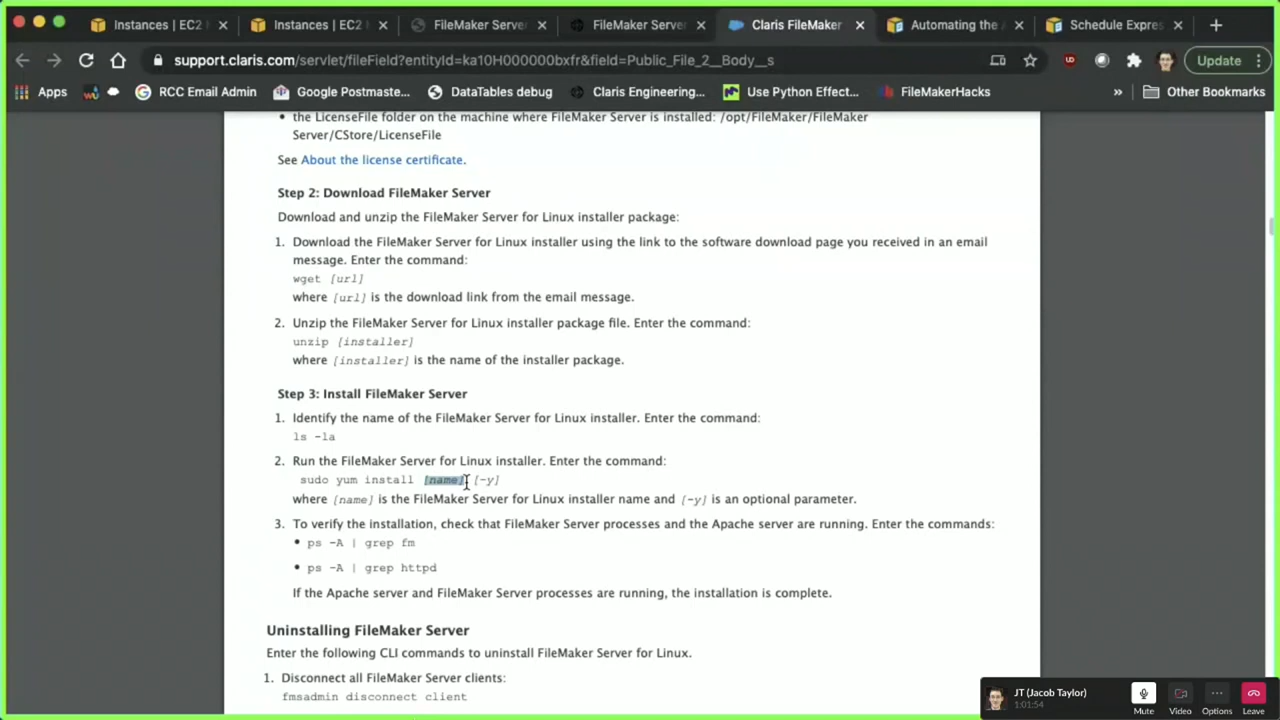 Instances | EC2
Instances | EC2
FileMaker Server
FileMaker Server
Claris FileMaker
Automating the A
Schedule Expres
support.claris.com/servlet/fileField?entityId=ka10H000000bxfr&field=Public_File_2__Body__s
Update
Apps
RCC Email Admin
Google Postmaste...
DataTables debug
Claris Engineering...
Use Python Effect...
FileMakerHacks
»
Other Bookmarks
• the LicenseFile folder on the machine where FileMaker Server is installed: /opt/FileMaker/FileMaker
Server/CStore/LicenseFile
See About the license certificate.
Step 2: Download FileMaker Server
Download and unzip the FileMaker Server for Linux installer package:
1. Download the FileMaker Server for Linux installer using the link to the software download page you received in an email
message. Enter the command:
wget [url]
where [url] is the download link from the email message.
2. Unzip the FileMaker Server for Linux installer package file. Enter the command:
unzip [installer]
where [installer] is the name of the installer package.
Step 3: Install FileMaker Server
1. Identify the name of the FileMaker Server for Linux installer. Enter the command:
ls -la
2. Run the FileMaker Server for Linux installer. Enter the command:
sudo yum install [name] [-y]
where [name] is the FileMaker Server for Linux installer name and [-y] is an optional parameter.
3. To verify the installation, check that FileMaker Server processes and the Apache server are running. Enter the commands:
• ps -A | grep fm
• ps -A | grep httpd
If the Apache server and FileMaker Server processes are running, the installation is complete.
Uninstalling FileMaker Server
Enter the following CLI commands to uninstall FileMaker Server for Linux.
1. Disconnect all FileMaker Server clients:
fmsadmin disconnect client
JT (Jacob Taylor)
1:01:54
Mute
Video
Options
Leave